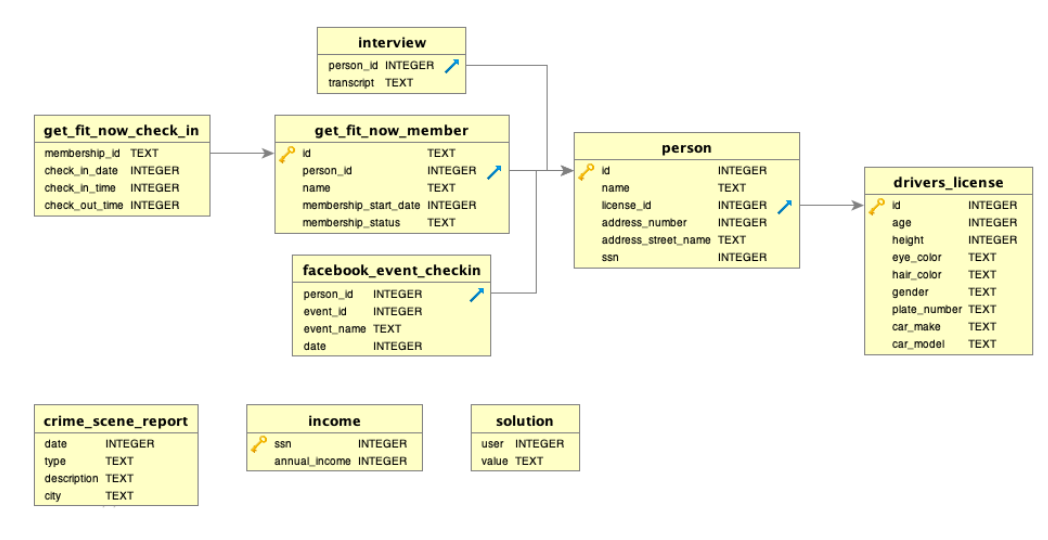 interview
person_id INTEGER
transcript TEXT
get_fit_now_check_in
membership_id TEXT
check_in_date INTEGER
check_in_time INTEGER
check_out_time INTEGER
get_fit_now_member
id TEXT
person_id INTEGER
name TEXT
membership_start_date INTEGER
membership_status TEXT
person
id INTEGER
name TEXT
license_id INTEGER
address_number INTEGER
address_street_name TEXT
ssn INTEGER
drivers_license
id INTEGER
age INTEGER
height INTEGER
eye_color TEXT
hair_color TEXT
gender TEXT
plate_number TEXT
car_make TEXT
car_model TEXT
facebook_event_checkin
person_id INTEGER
event_id INTEGER
event_name TEXT
date INTEGER
crime_scene_report
date INTEGER
type TEXT
description TEXT
city TEXT
income
ssn INTEGER
annual_income INTEGER
solution
user INTEGER
value TEXT